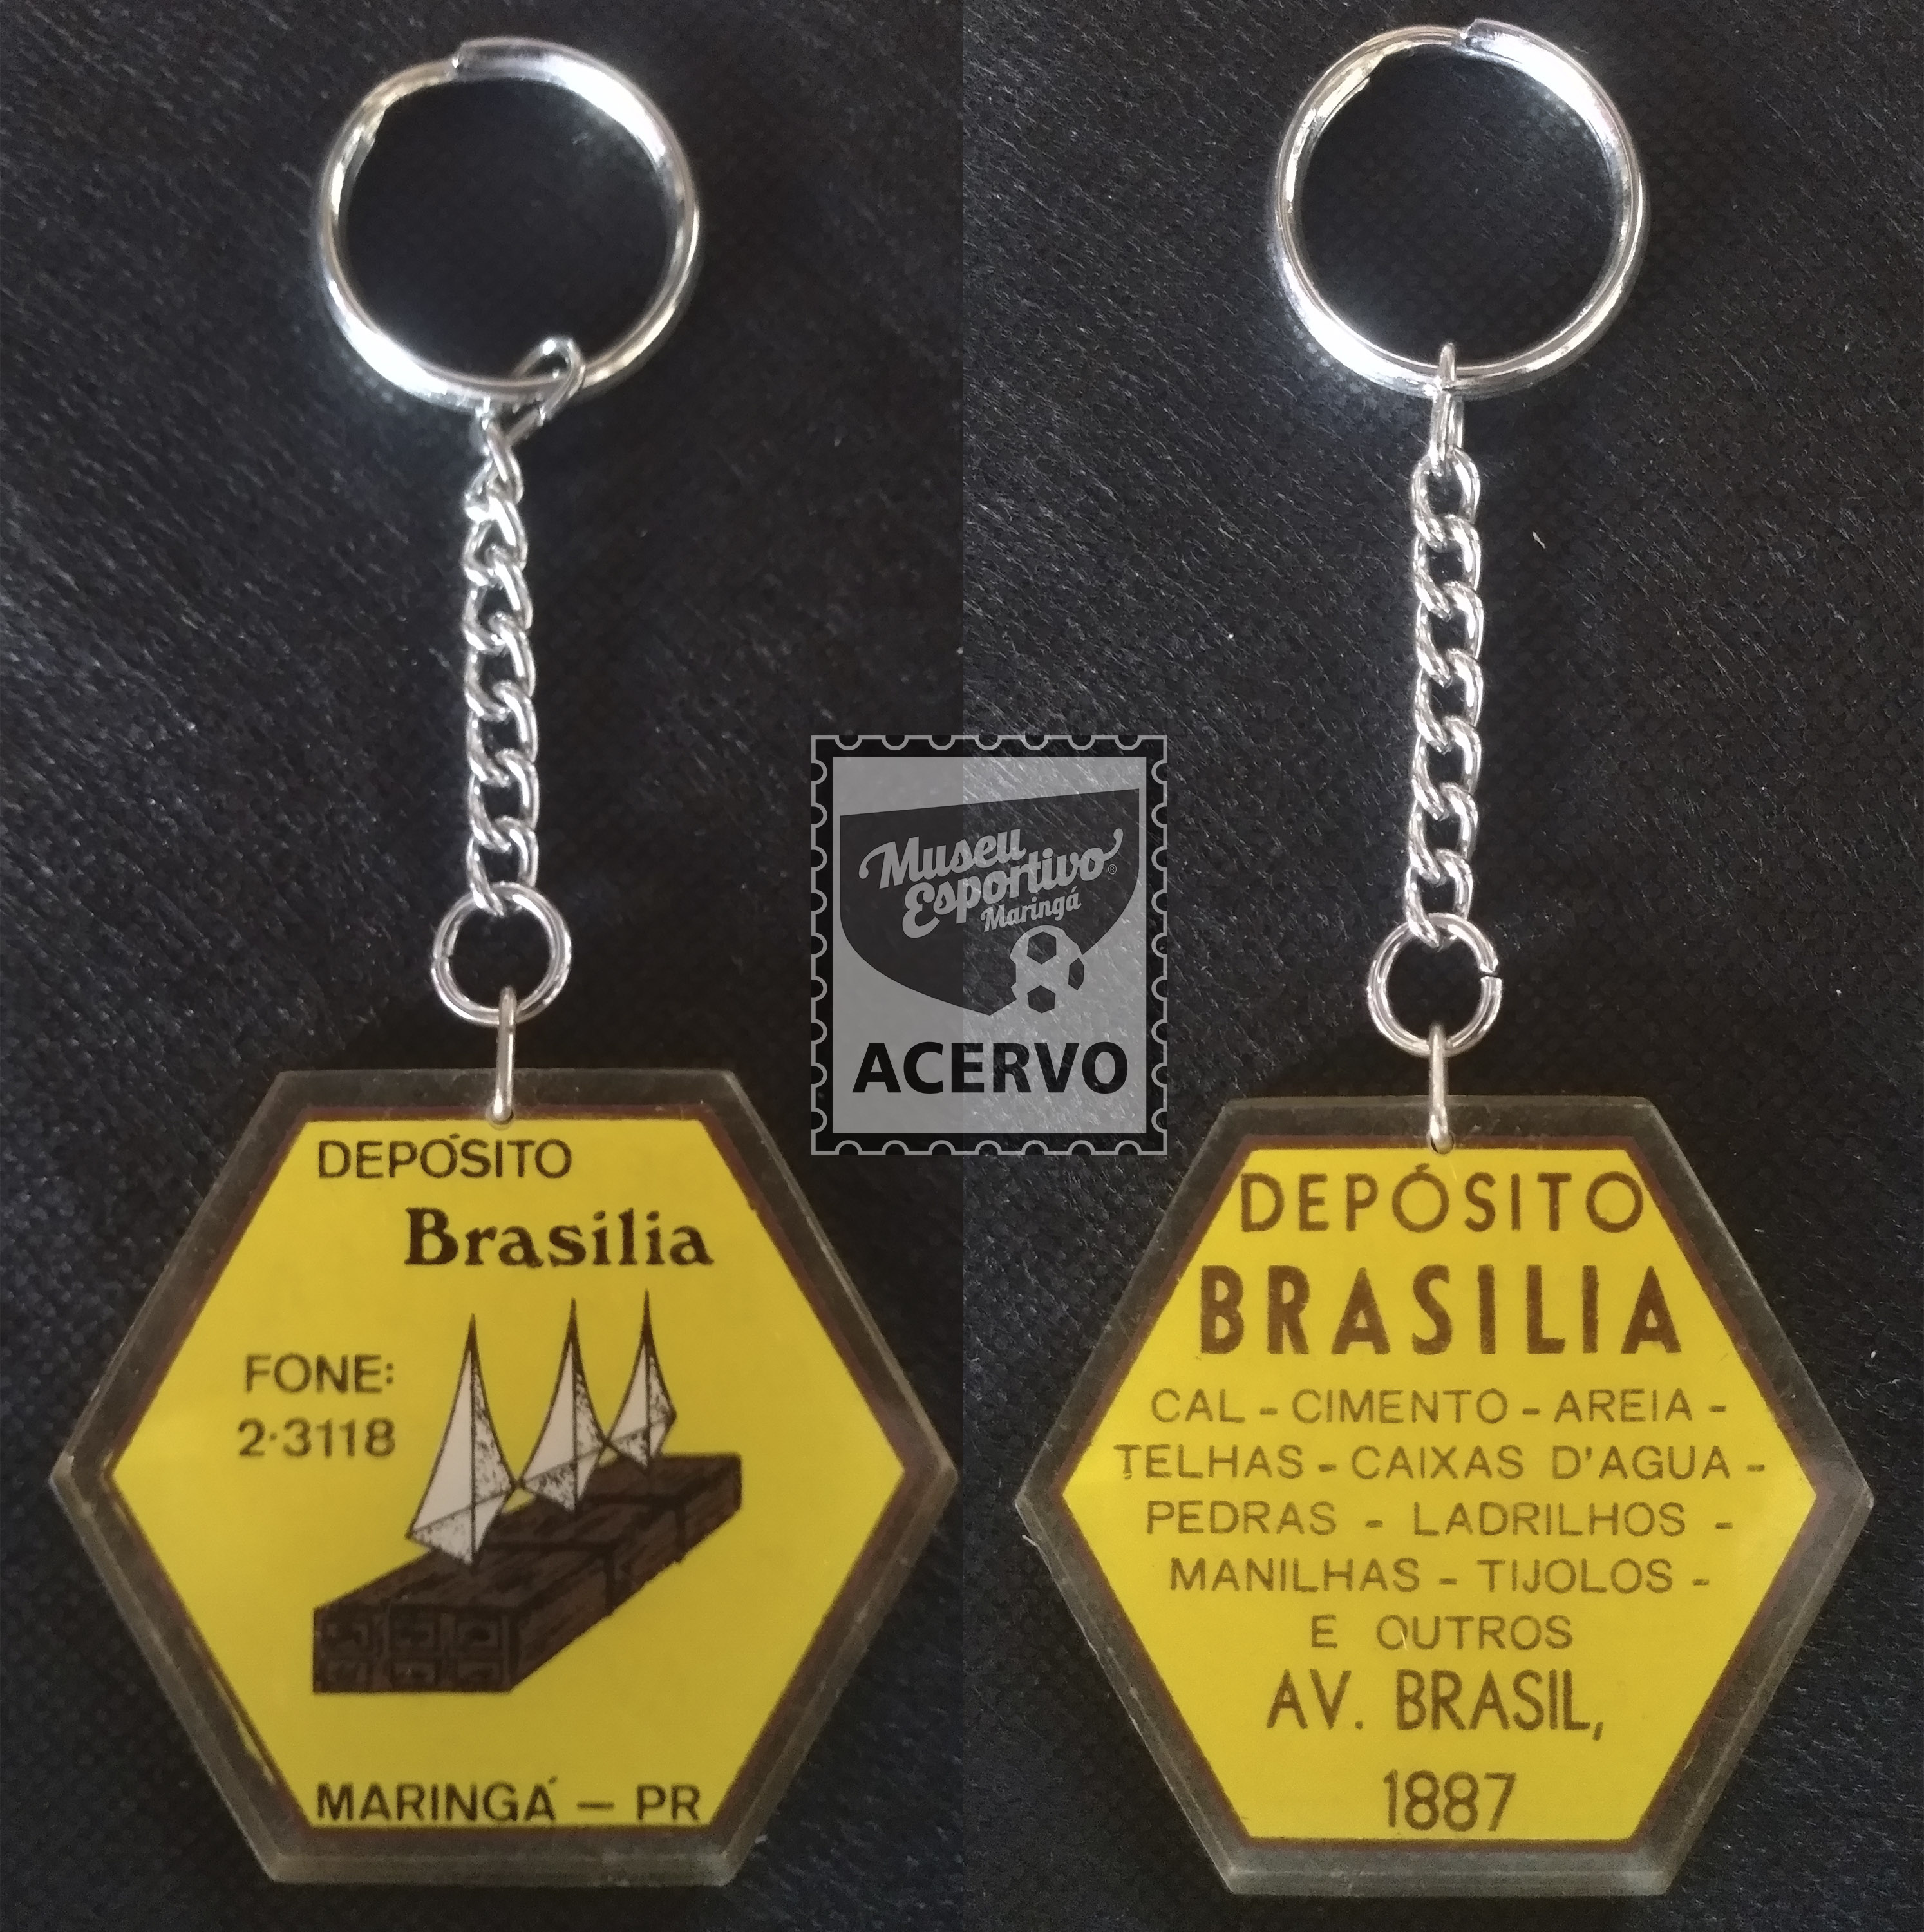 DEPÓSITO
Brasilia
FONE:
2·3118
MARINGÁ — PR
Museu
Esportivo®
Maringá
ACERVO
DEPÓSITO
BRASILIA
CAL - CIMENTO - AREIA -
TELHAS - CAIXAS D'AGUA -
PEDRAS - LADRILHOS -
MANILHAS - TIJOLOS -
E OUTROS
AV. BRASIL,
1887